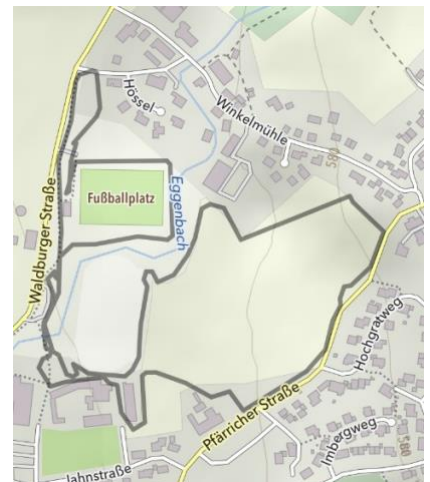 Hössel
Winkelmühle
580
Fußballplatz
Eggenbach
Waldburger Straße
Hochgratweg
Pfärricher Straße
Imbergweg
580
Jahnstraße